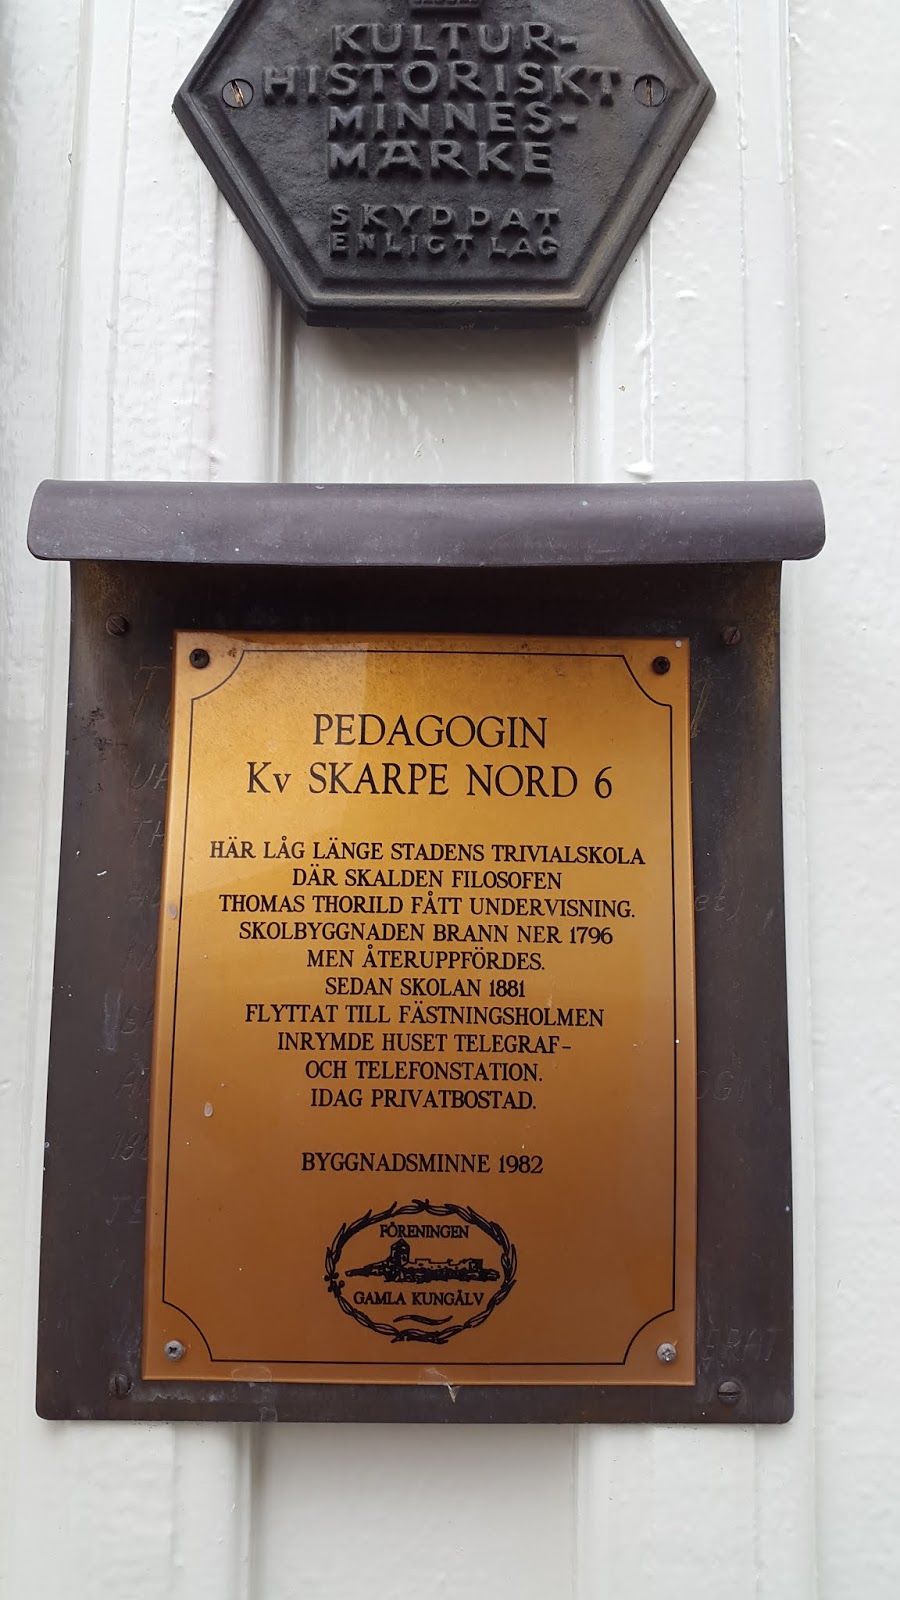 KULTUR-
HISTORISKT
MINNES-
MÄRKE
SKYDDAT
ENLIGT LAG
PEDAGOGIN
Kv SKARPE NORD 6
HÄR LÅG LÄNGE STADENS TRIVIALSKOLA
DÄR SKALDEN FILOSOFEN
THOMAS THORILD FÅTT UNDERVISNING.
SKOLBYGGNADEN BRANN NER 1796
MEN ÅTERUPPFÖRDES.
SEDAN SKOLAN 1881
FLYTTAT TILL FÄSTNINGSHOLMEN
INRYMDE HUSET TELEGRAF-
OCH TELEFONSTATION.
IDAG PRIVATBOSTAD.
BYGGNADSMINNE 1982
FÖRENINGEN
GAMLA KUNGÄLV